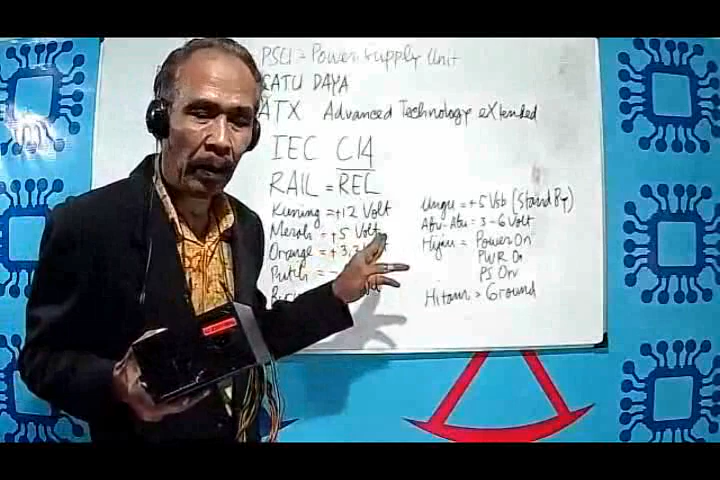 PSU = Power Supply Unit
CATU DAYA
ATX Advanced Technology eXtended
IEC C14
RAIL = REL
Kuning = +12 Volt
Merah = +5 Volt
Orange = + 3,3
Putih = -
Ungu = +5 Vsb (Stand By)
Abu-Abu = 3-6 Volt
Hijau = Power On
PWR On
PS On
Hitam = Ground